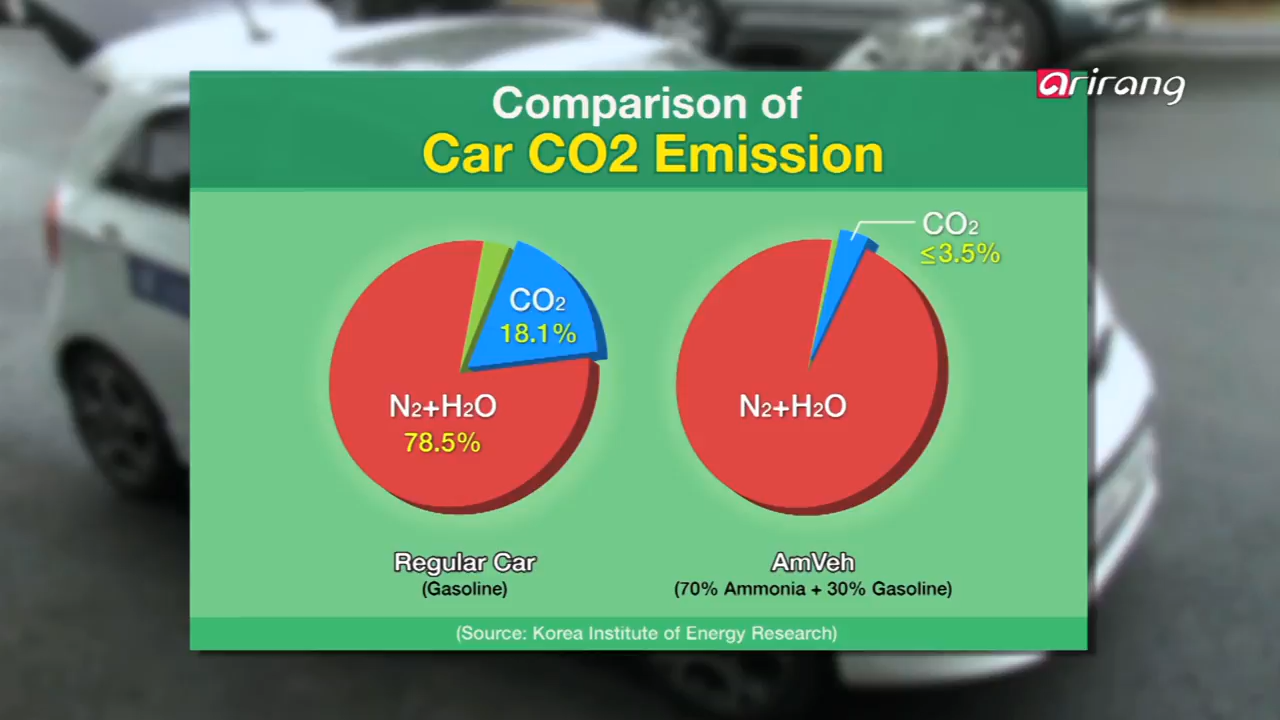 arirang
Comparison of
Car CO2 Emission
CO₂
≤3.5%
CO₂
18.1%
N₂+H₂O
78.5%
N₂+H₂O
Regular Car
(Gasoline)
AmVeh
(70% Ammonia + 30% Gasoline)
(Source: Korea Institute of Energy Research)